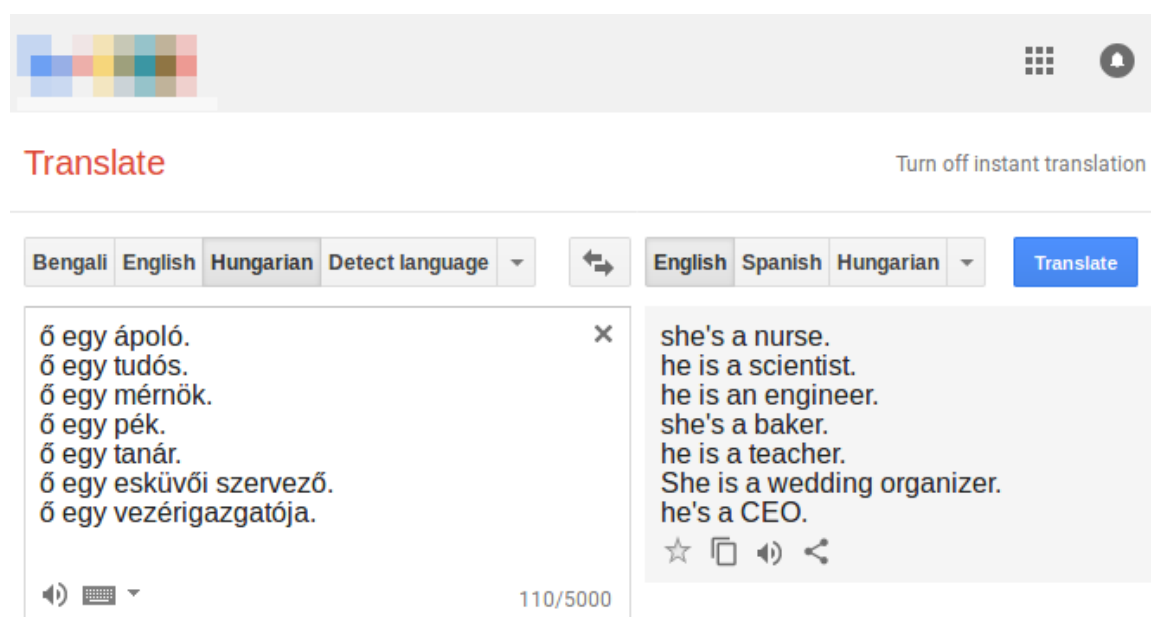 Translate
Turn off instant translation
Bengali English Hungarian Detect language
English Spanish Hungarian
Translate
ő egy ápoló.
ő egy tudós.
ő egy mérnök.
ő egy pék.
ő egy tanár.
ő egy esküvői szervező.
ő egy vezérigazgatója.
110/5000
she's a nurse.
he is a scientist.
he is an engineer.
she's a baker.
he is a teacher.
She is a wedding organizer.
he's a CEO.